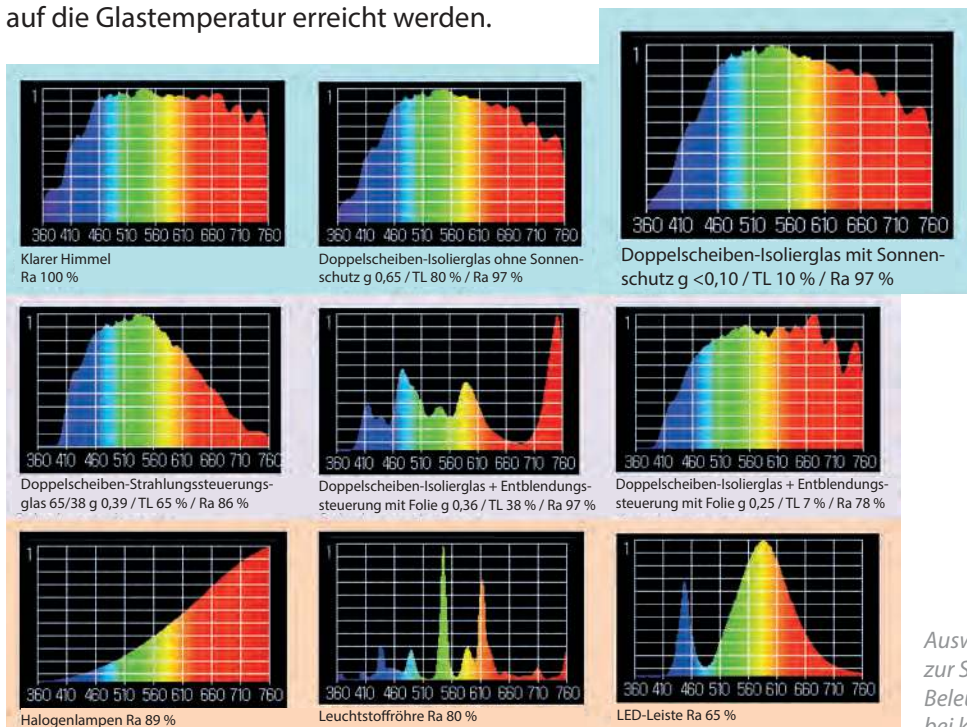 auf die Glastemperatur erreicht werden.
1
360 410 460 510 560 610 660 710 760
Klarer Himmel
Ra 100 %
1
360 410 460 510 560 610 660 710 760
Doppelscheiben-Isolierglas ohne Sonnen-
schutz g 0,65 / TL 80 % / Ra 97 %
1
360 410 460 510 560 610 660 710 760
Doppelscheiben-Isolierglas mit Sonnen-
schutz g <0,10 / TL 10 % / Ra 97 %
1
360 410 460 510 560 610 660 710 760
Doppelscheiben-Strahlungssteuerungs-
glas 65/38 g 0,39 / TL 65 % / Ra 86 %
1
360 410 460 510 560 610 660 710 760
Doppelscheiben-Isolierglas + Entblendungs-
steuerung mit Folie g 0,36 / TL 38 % / Ra 97 %
1
360 410 460 510 560 610 660 710 760
Doppelscheiben-Isolierglas + Entblendungs-
steuerung mit Folie g 0,25 / TL 7 % / Ra 78 %
1
360 410 460 510 560 610 660 710 760
Halogenlampen Ra 89 %
1
360 410 460 510 560 610 660 710 760
Leuchtstoffröhre Ra 80 %
1
360 410 460 510 560 610 660 710 760
LED-Leiste Ra 65 %
Ausw
zur S
Bele
bei k